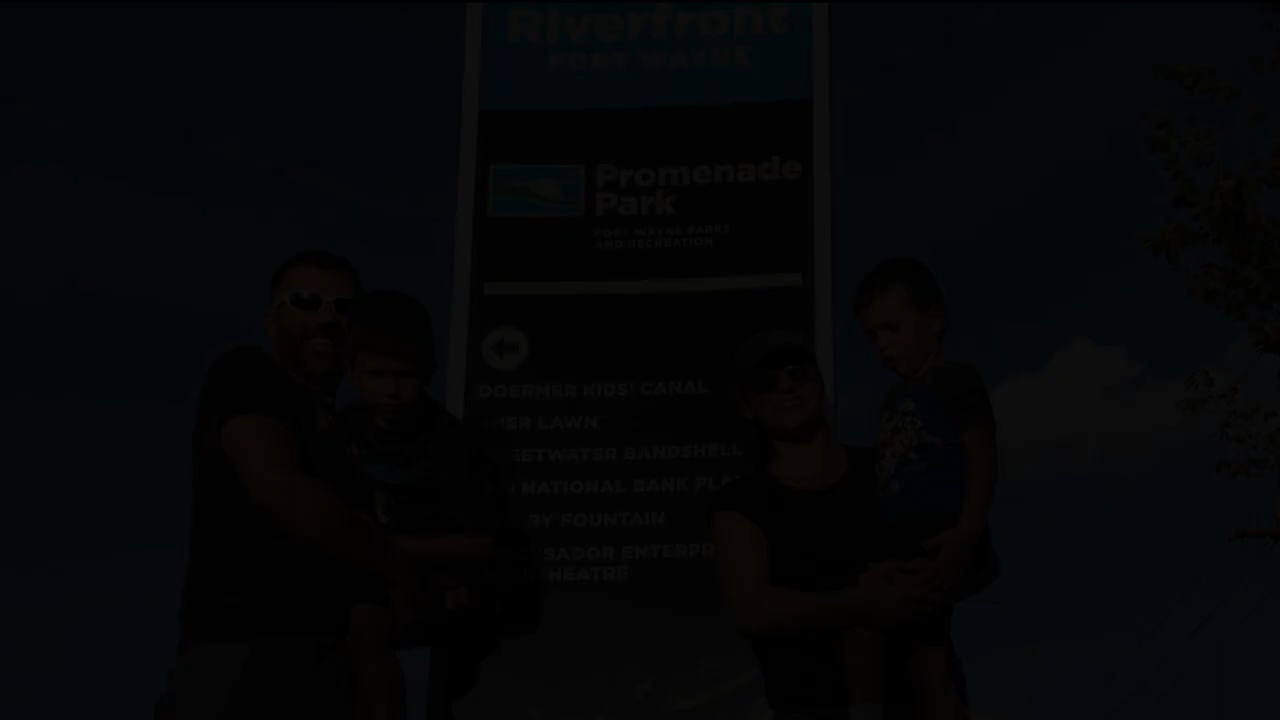 Riverfront
FORT WAYNE
Promenade
Park
FORT WAYNE PARKS
AND RECREATION
DOERMER KIDS' CANAL
LAWN
BANDSHELL
NATIONAL BANK
FOUNTAIN